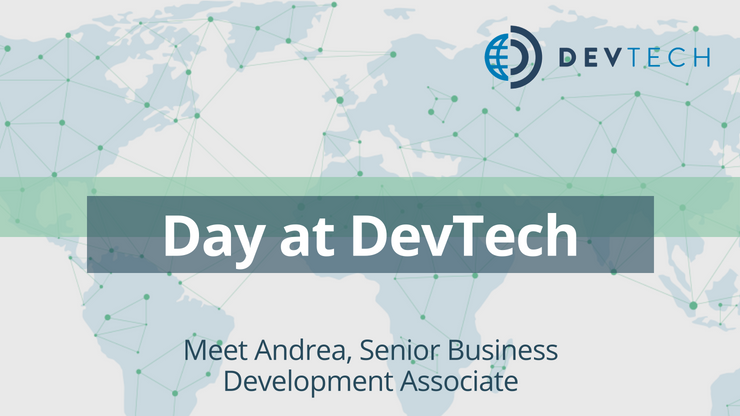 DEVTECH
Day at DevTech
Meet Andrea, Senior Business
Development Associate